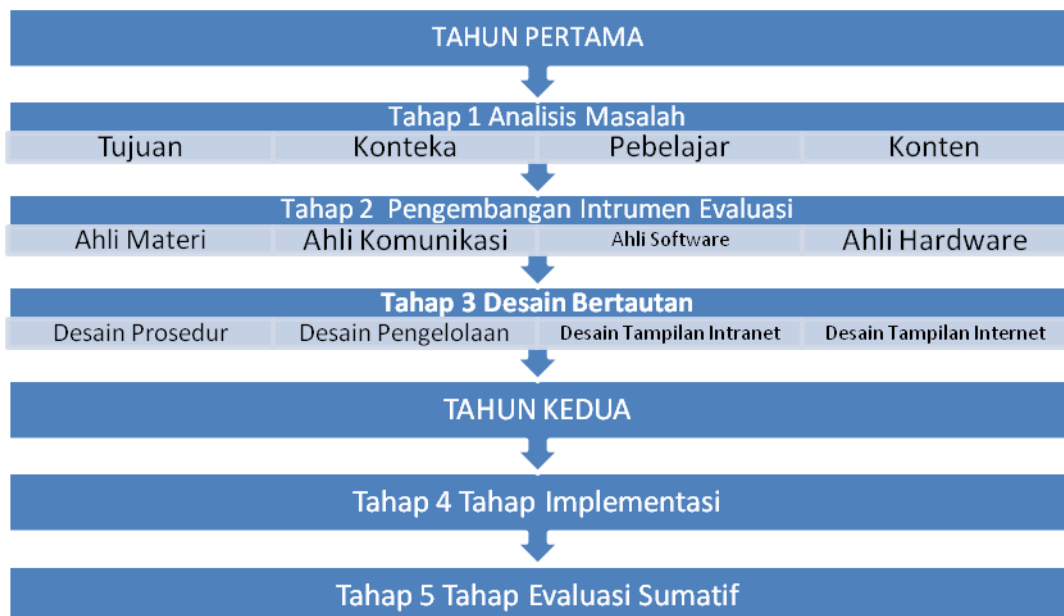 TAHUN PERTAMA
Tahap 1 Analisis Masalah
Tujuan Konteka Pebelajar Konten
Tahap 2 Pengembangan Intrumen Evaluasi
Ahli Materi Ahli Komunikasi Ahli Software Ahli Hardware
Tahap 3 Desain Bertautan
Desain Prosedur Desain Pengelolaan Desain Tampilan Intranet Desain Tampilan Internet
TAHUN KEDUA
Tahap 4 Tahap Implementasi
Tahap 5 Tahap Evaluasi Sumatif